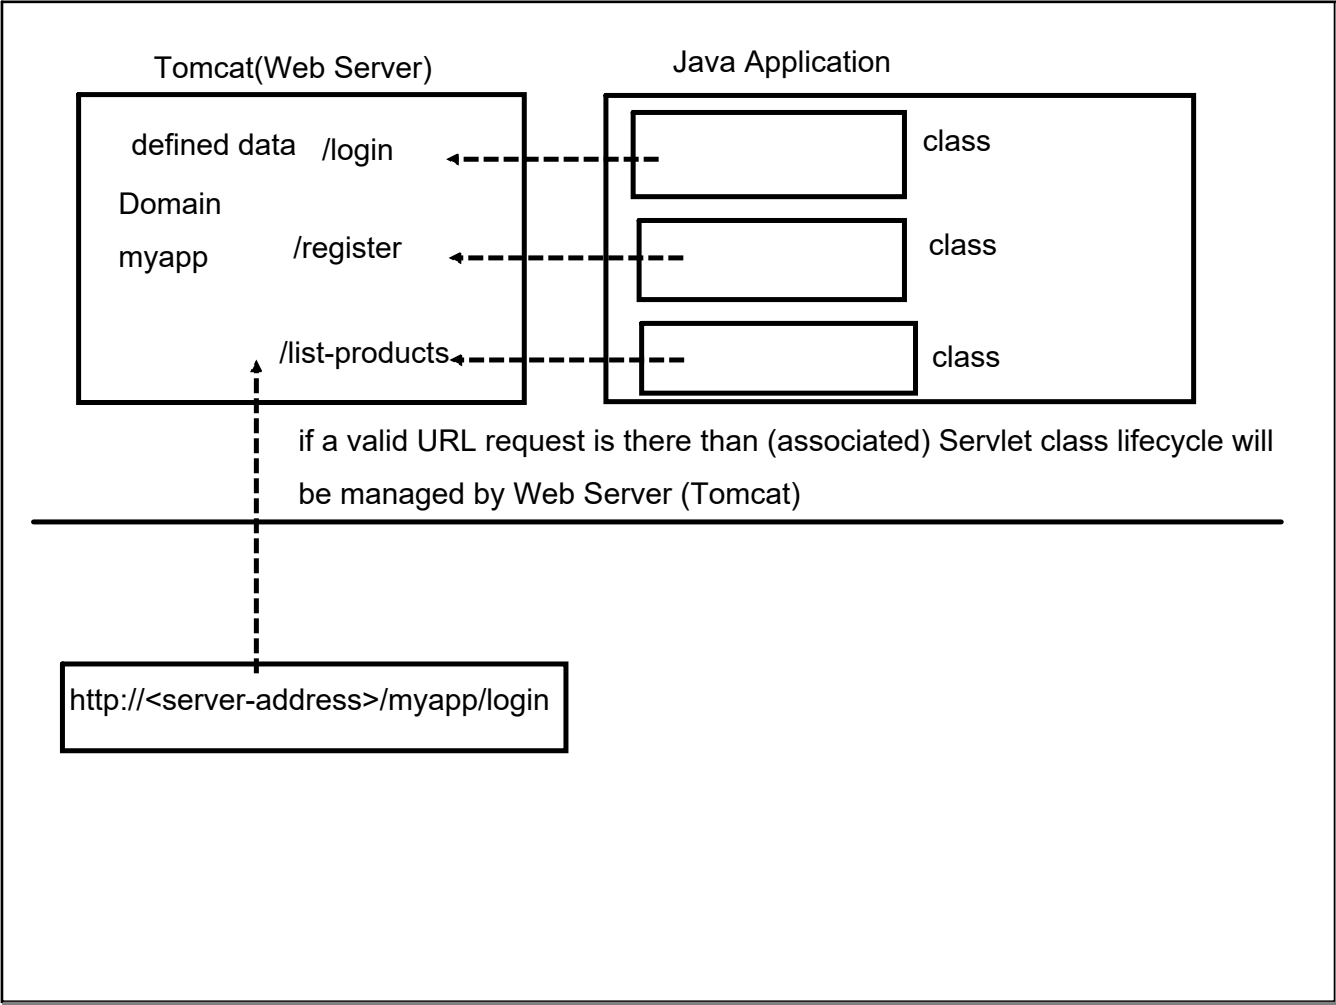 Tomcat(Web Server)
Java Application
defined data /login
class
Domain
myapp /register
class
/list-products
class
if a valid URL request is there than (associated) Servlet class lifecycle will
be managed by Web Server (Tomcat)
http://<server-address>/myapp/login